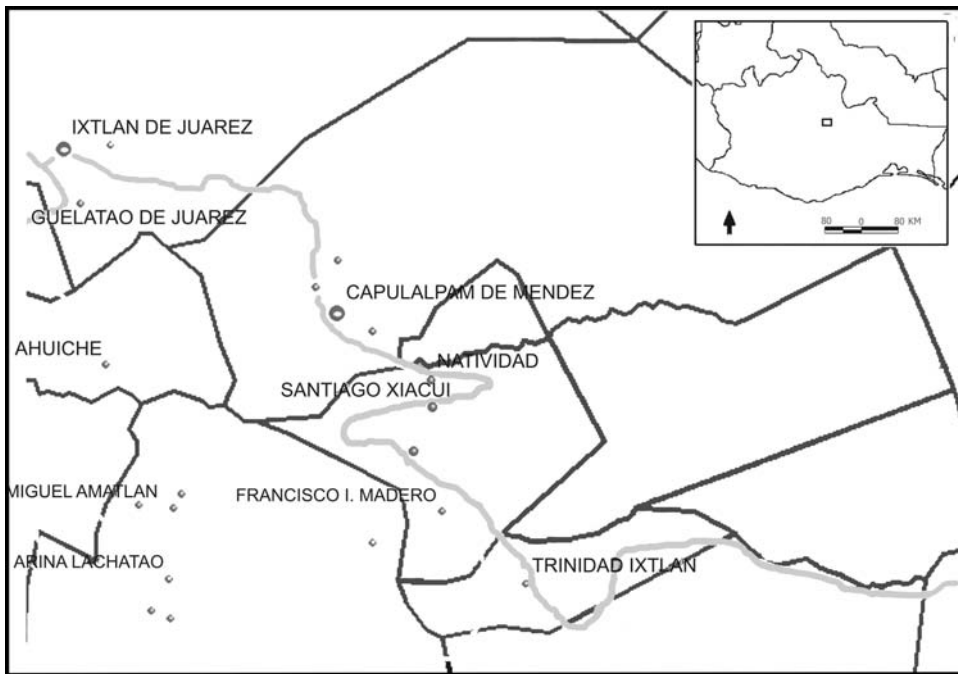 IXTLAN DE JUAREZ
GUELATAO DE JUAREZ
CAPULALPAM DE MENDEZ
AHUICHE
NATIVIDAD
SANTIAGO XIACUI
MIGUEL AMATLAN
FRANCISCO I. MADERO
ARINA LACHATAO
TRINIDAD IXTLAN
80 0 80 KM